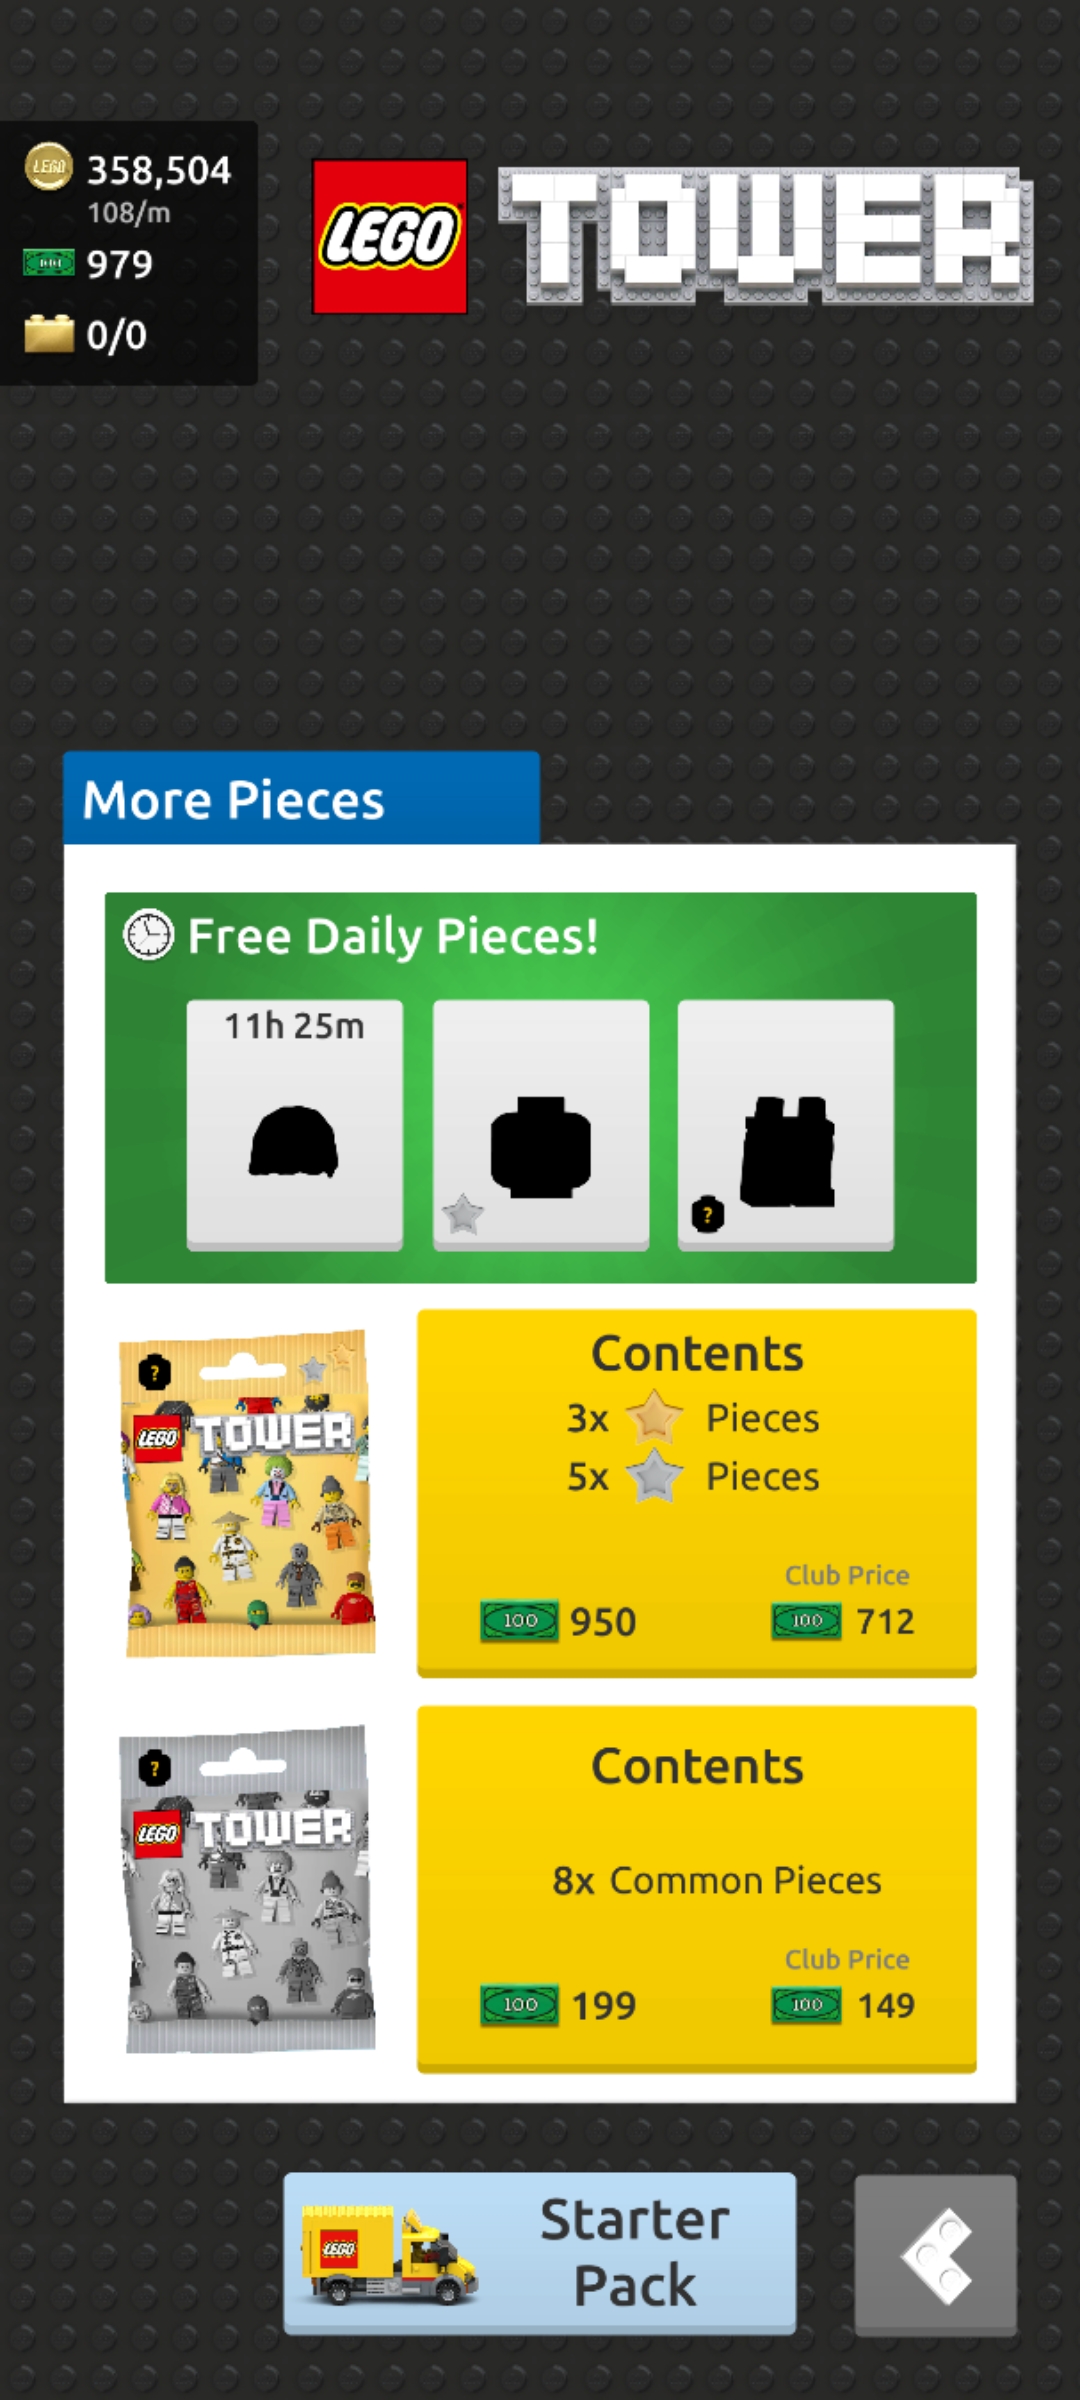 358,504
108/m
979
0/0
LEGO TOWER
More Pieces
Free Daily Pieces!
11h 25m
?
?
LEGO TOWER
Contents
3x Pieces
5x Pieces
Club Price
100 950
100 712
?
LEGO TOWER
Contents
8x Common Pieces
Club Price
100 199
100 149
LEGO
Starter
Pack